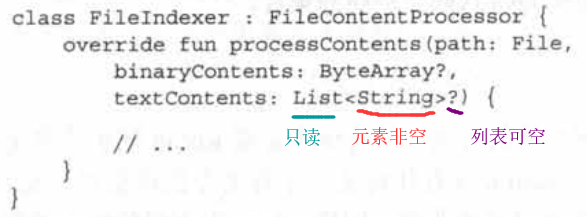 class FileIndexer : FileContentProcessor {
override fun processContents(path: File,
binaryContents: ByteArray?,
textContents: List<String>?) {
只读 元素非空 列表可空
// ...
}
}